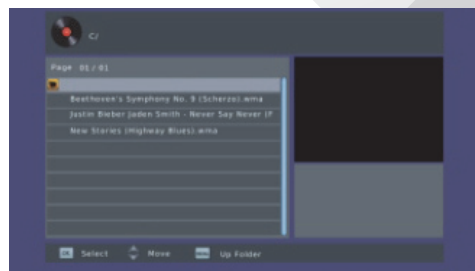 C/
Page 01/01
Beethoven's Symphony No. 9 (Scherzo).wma
Justin Bieber Jaden Smith - Never Say Never (F
New Stories (Highway Blues).wma
OK Select Move MENU Up Folder